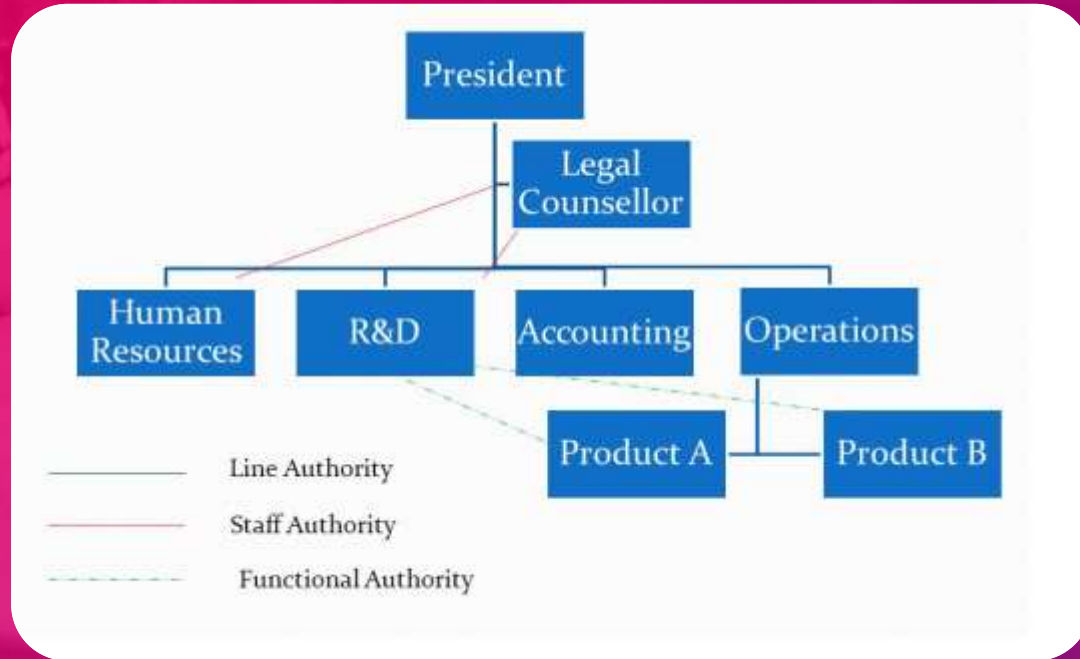 President
Legal
Counsellor
Human
Resources
R&D
Accounting
Operations
Product A
Product B
Line Authority
Staff Authority
Functional Authority